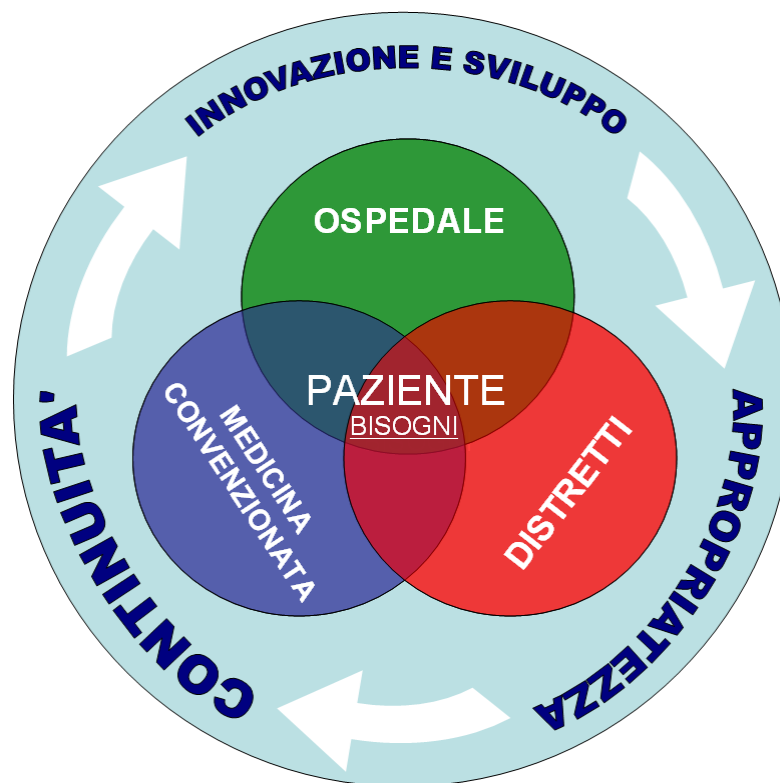 INNOVAZIONE E SVILUPPO
OSPEDALE
PAZIENTE
BISOGNI
MEDICINA
CONVENZIONATA
DISTRETTI
APPROPRIATEZZA
CONTINUITA'